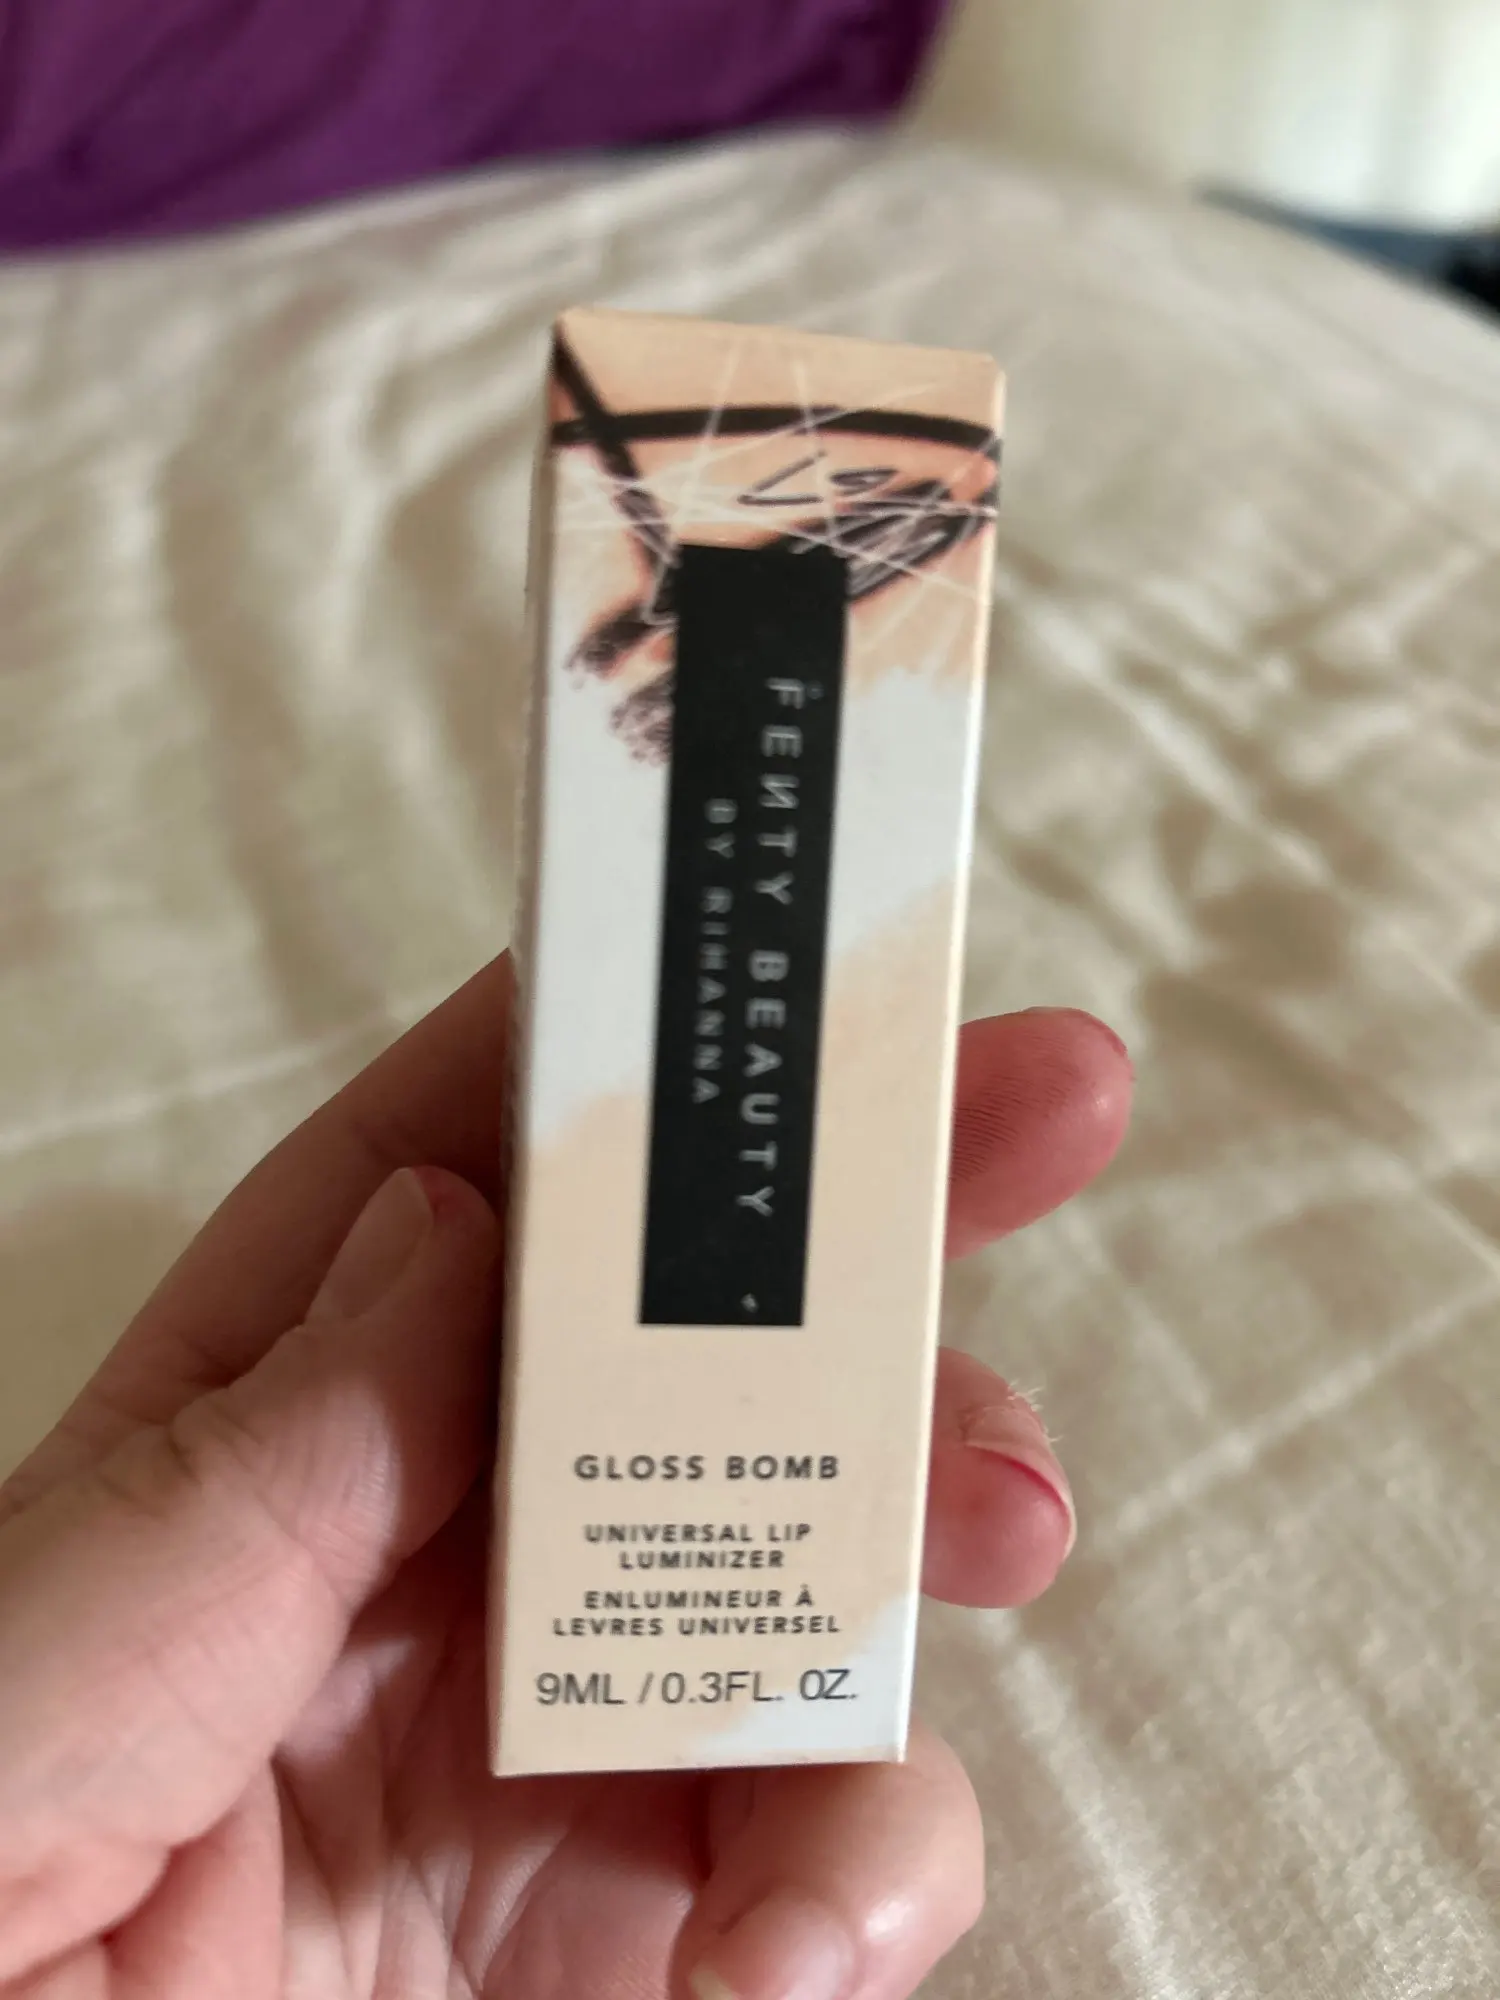 FENTY BEAUTY
BY RIHANNA
GLOSS BOMB
UNIVERSAL LIP
LUMINIZER
ENLUMINEUR À
LEVRES UNIVERSEL
9ML / 0.3FL. OZ.